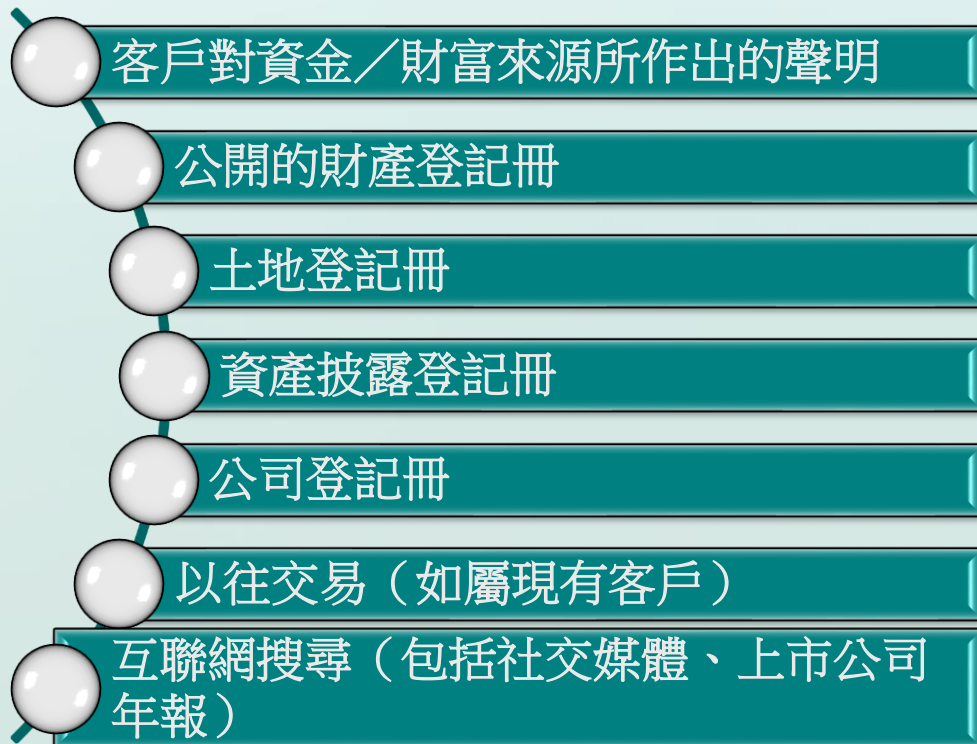 客戶對資金／財富來源所作出的聲明
公開的財產登記冊
土地登記冊
資產披露登記冊
公司登記冊
以往交易（如屬現有客戶）
互聯網搜尋（包括社交媒體、上市公司
年報）